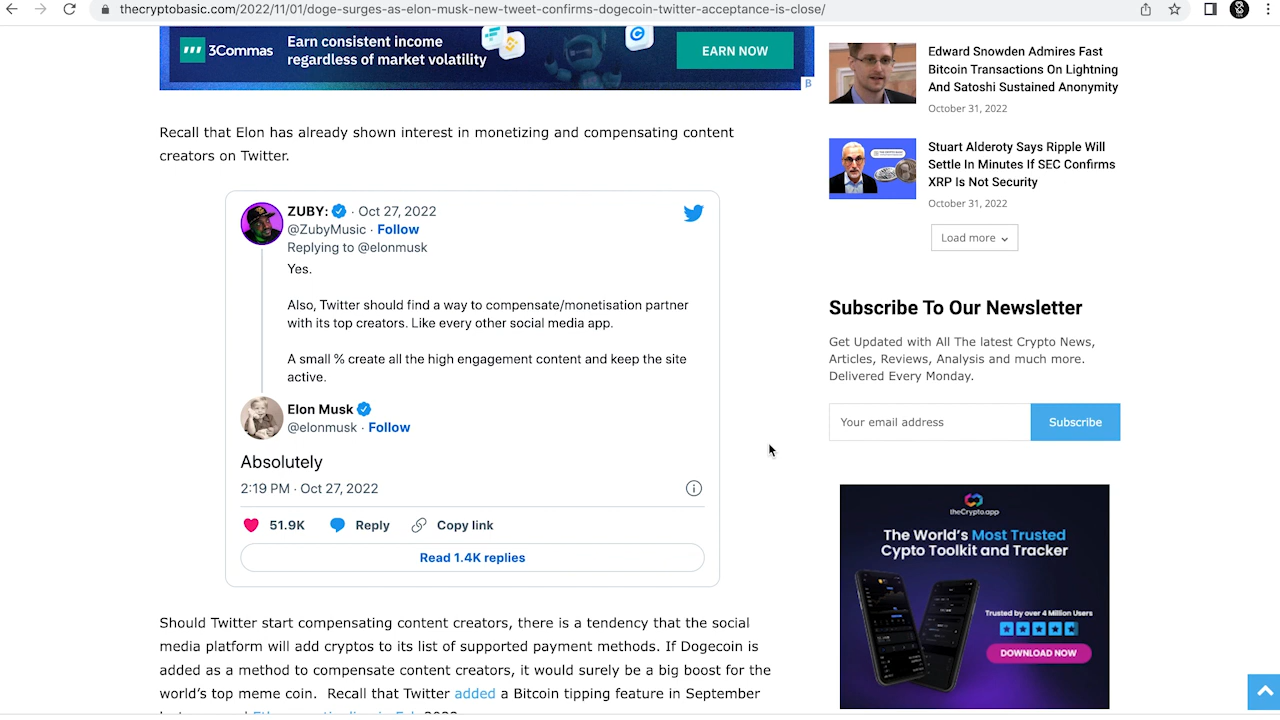 thecryptobasic.com/2022/11/01/doge-surges-as-elon-musk-new-tweet-confirms-dogecoin-twitter-acceptance-is-close/
3Commas
Earn consistent income
regardless of market volatility
EARN NOW
Recall that Elon has already shown interest in monetizing and compensating content
creators on Twitter.
ZUBY: · Oct 27, 2022
@ZubyMusic · Follow
Replying to @elonmusk
Yes.
Also, Twitter should find a way to compensate/monetisation partner
with its top creators. Like every other social media app.
A small % create all the high engagement content and keep the site
active.
Elon Musk
@elonmusk · Follow
Absolutely
2:19 PM · Oct 27, 2022
51.9K Reply Copy link
Read 1.4K replies
Should Twitter start compensating content creators, there is a tendency that the social
media platform will add cryptos to its list of supported payment methods. If Dogecoin is
added as a method to compensate content creators, it would surely be a big boost for the
world's top meme coin. Recall that Twitter added a Bitcoin tipping feature in September
Edward Snowden Admires Fast
Bitcoin Transactions On Lightning
And Satoshi Sustained Anonymity
October 31, 2022
Stuart Alderoty Says Ripple Will
Settle In Minutes If SEC Confirms
XRP Is Not Security
October 31, 2022
Load more
Subscribe To Our Newsletter
Get Updated with All The latest Crypto News,
Articles, Reviews, Analysis and much more.
Delivered Every Monday.
Your email address
Subscribe
theCrypto.app
The World's Most Trusted
Cypto Toolkit and Tracker
Trusted by over 4 Million Users
DOWNLOAD NOW